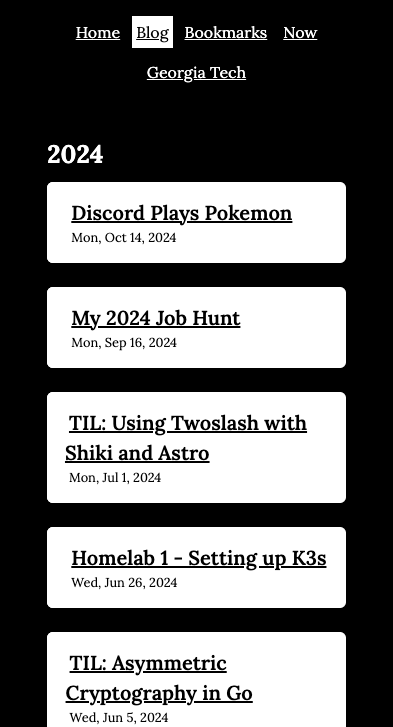 Home Blog Bookmarks Now
Georgia Tech
2024
Discord Plays Pokemon
Mon, Oct 14, 2024
My 2024 Job Hunt
Mon, Sep 16, 2024
TIL: Using Twoslash with
Shiki and Astro
Mon, Jul 1, 2024
Homelab 1 - Setting up K3s
Wed, Jun 26, 2024
TIL: Asymmetric
Cryptography in Go
Wed, Jun 5, 2024